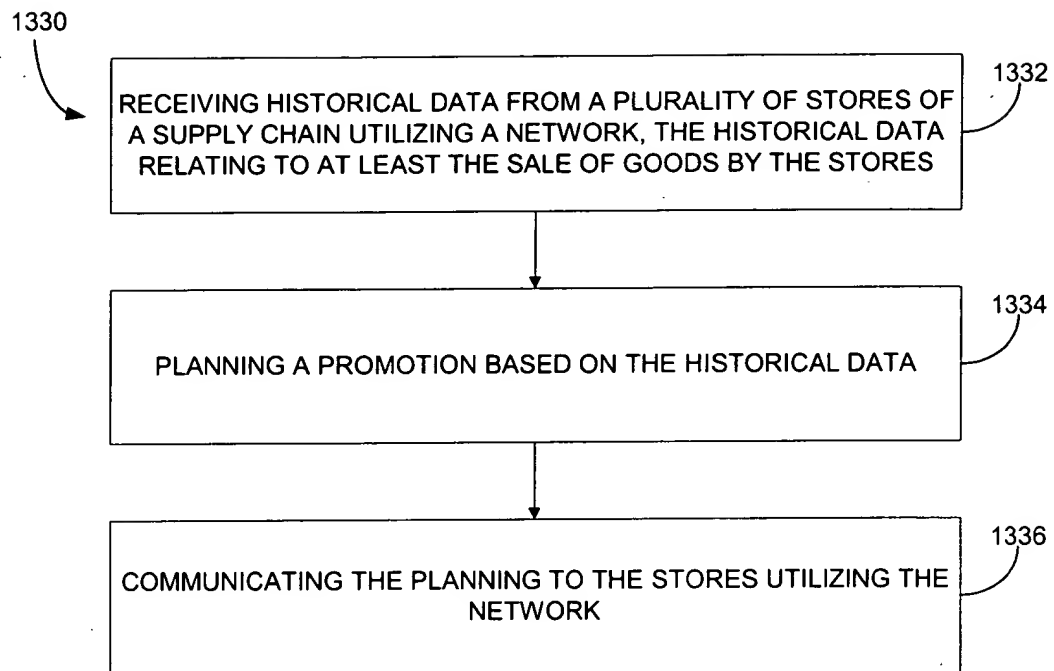 1330
1332
RECEIVING HISTORICAL DATA FROM A PLURALITY OF STORES OF
A SUPPLY CHAIN UTILIZING A NETWORK, THE HISTORICAL DATA
RELATING TO AT LEAST THE SALE OF GOODS BY THE STORES
1334
PLANNING A PROMOTION BASED ON THE HISTORICAL DATA
1336
COMMUNICATING THE PLANNING TO THE STORES UTILIZING THE
NETWORK